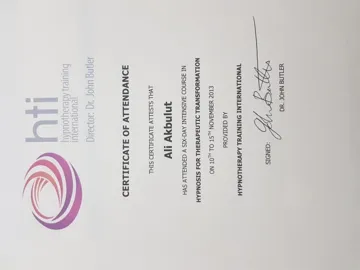 hti
hypnotherapy training
international
Director: Dr. John Butler
CERTIFICATE OF ATTENDANCE
THIS CERTIFICATE ATTESTS THAT
Ali Akbulut
HAS ATTENDED A SIX-DAY INTENSIVE COURSE IN
HYPNOSIS FOR THERAPEUTIC TRANSFORMATION
ON 10TH TO 15TH NOVEMBER 2013
PROVIDED BY
HYPNOTHERAPY TRAINING INTERNATIONAL
SIGNED:
DR. JOHN BUTLER